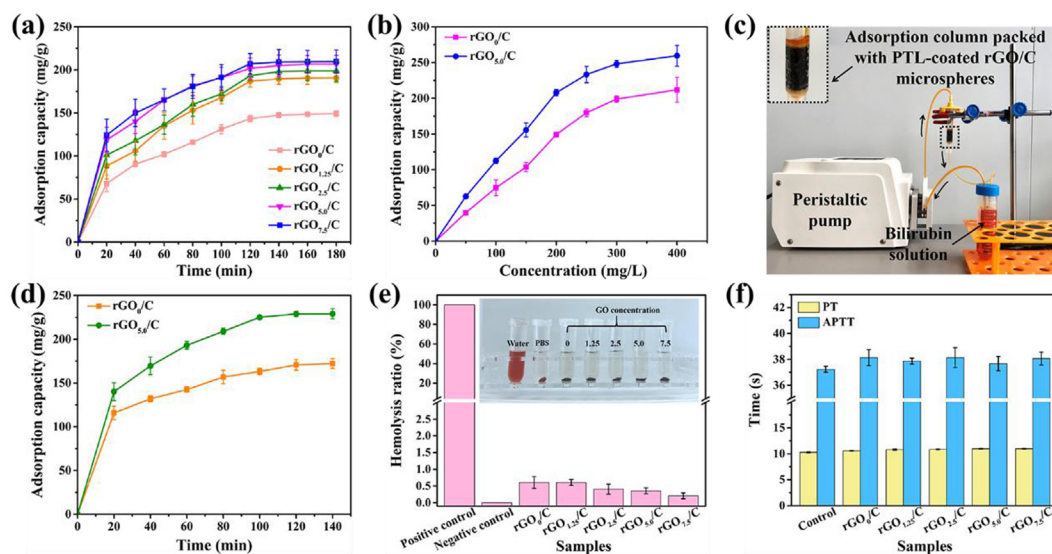 (a)
Adsorption capacity (mg/g)
250
200
150
100
50
0
rGO₀/C
rGO₁.₂₅/C
rGO₂.₅/C
rGO₅.₀/C
rGO₇.₅/C
0 20 40 60 80 100 120 140 160 180
Time (min)
(b)
Adsorption capacity (mg/g)
300
250
200
150
100
50
0
rGO₀/C
rGO₅.₀/C
0 100 200 300 400
Concentration (mg/L)
(c)
Adsorption column packed
with PTL-coated rGO/C
microspheres
Peristaltic
pump
Bilirubin
solution
(d)
Adsorption capacity (mg/g)
250
200
150
100
50
0
rGO₀/C
rGO₅.₀/C
0 20 40 60 80 100 120 140
Time (min)
(e)
Hemolysis ratio (%)
100
80
60
40
20
2.5
2.0
1.5
1.0
0.5
0.0
GO concentration
Water PBS 0 1.25 2.5 5.0 7.5
Positive control
Negative control
rGO₀/C
rGO₁.₂₅/C
rGO₂.₅/C
rGO₅.₀/C
rGO₇.₅/C
Samples
(f)
Time (s)
42
40
38
36
15
10
5
0
PT
APTT
Control
rGO₀/C
rGO₁.₂₅/C
rGO₂.₅/C
rGO₅.₀/C
rGO₇.₅/C
Samples